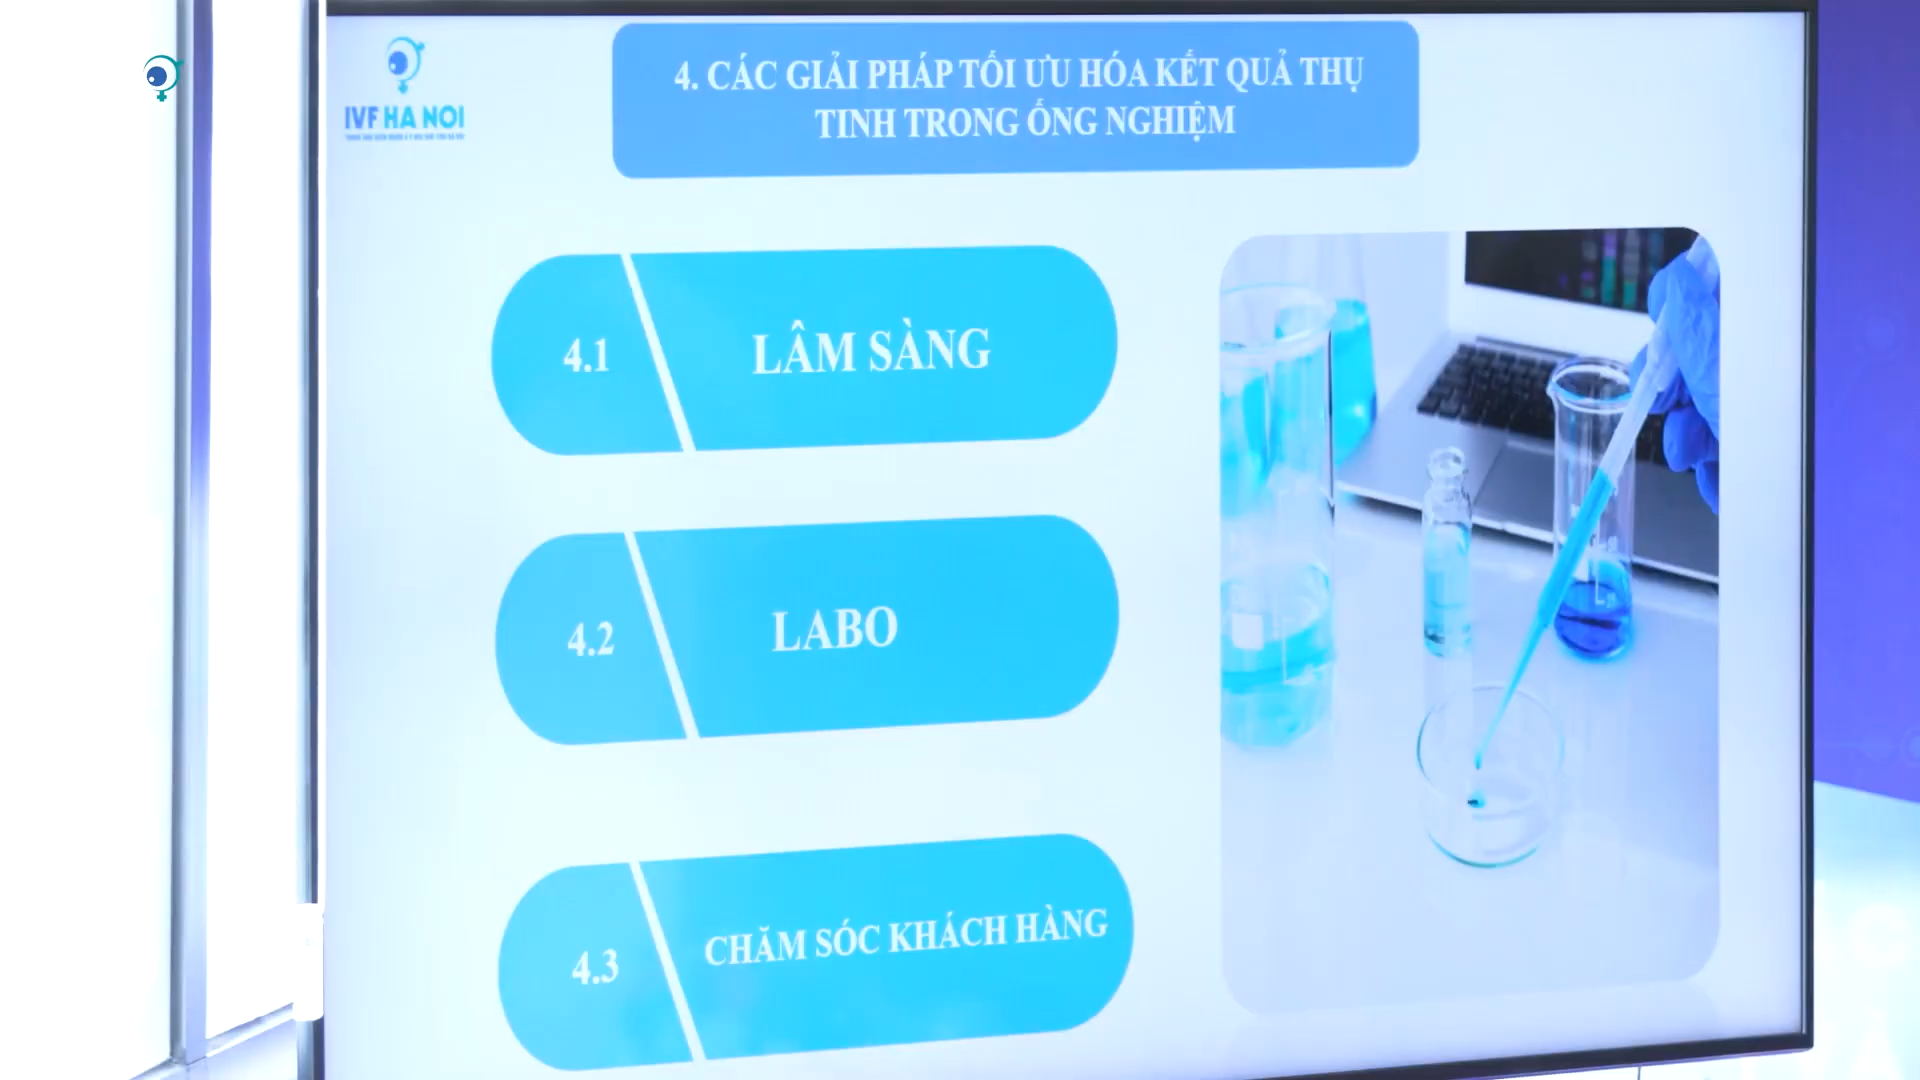 IVF HA NOI
4. CÁC GIẢI PHÁP TỐI ƯU HÓA KẾT QUẢ THỤ
TINH TRONG ỐNG NGHIỆM
4.1 LÂM SÀNG
4.2 LABO
4.3 CHĂM SÓC KHÁCH HÀNG